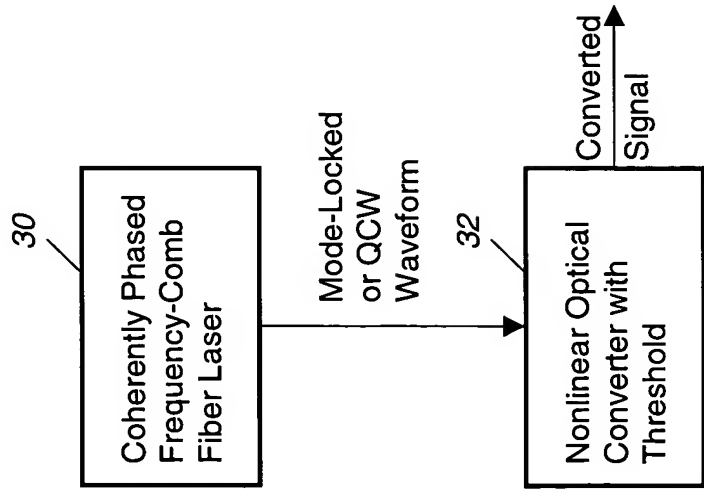 30
Coherently Phased
Frequency-Comb
Fiber Laser
Mode-Locked
or QCW
Waveform
32
Nonlinear Optical
Converter with
Threshold
Converted
Signal